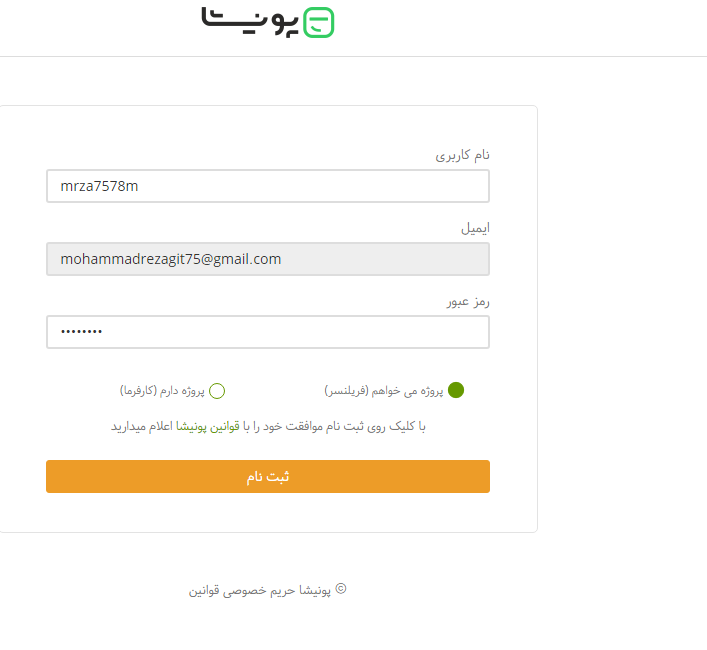 پونیشا
نام کاربری
mrza7578m
ایمیل
mohammadrezagit75@gmail.com
رمز عبور
••••••••
پروژه می خواهم (فریلنسر) پروژه دارم (کارفرما)
با کلیک روی ثبت نام موافقت خود را با قوانین پونیشا اعلام میدارید
ثبت نام
© پونیشا حریم خصوصی قوانین